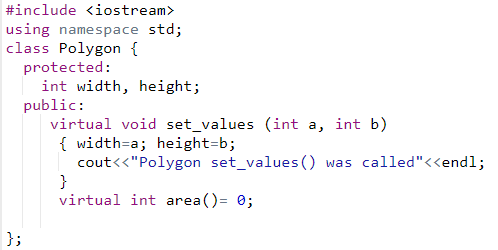 #include <iostream>
using namespace std;
class Polygon {
  protected:
    int width, height;
  public:
     virtual void set_values (int a, int b)
      { width=a; height=b;
        cout<<"Polygon set_values() was called"<<endl;
      }
      virtual int area()= 0;
};